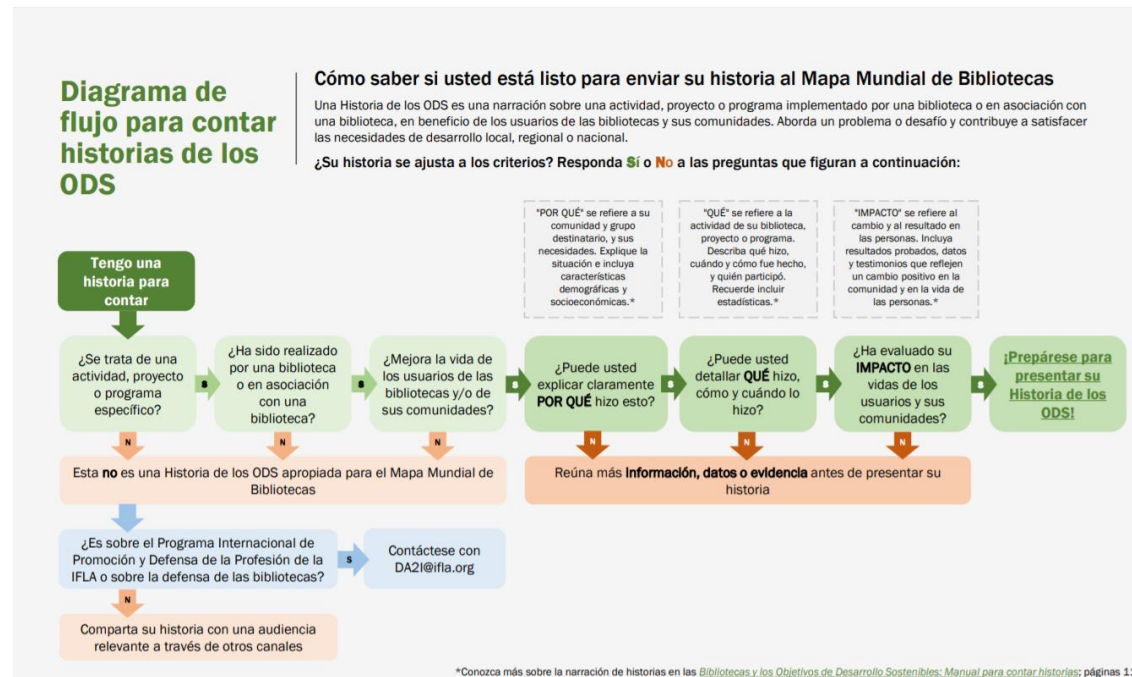 Diagrama de
flujo para contar
historias de los
ODS
Cómo saber si usted está listo para enviar su historia al Mapa Mundial de Bibliotecas
Una Historia de los ODS es una narración sobre una actividad, proyecto o programa implementado por una biblioteca o en asociación con
una biblioteca, en beneficio de los usuarios de las bibliotecas y sus comunidades. Aborda un problema o desafío y contribuye a satisfacer
las necesidades de desarrollo local, regional o nacional.
¿Su historia se ajusta a los criterios? Responda Sí o No a las preguntas que figuran a continuación:
"POR QUÉ" se refiere a su
comunidad y grupo
destinatario, y sus
necesidades. Explique la
situación e incluya
características
demográficas y
socioeconómicas.*
"QUÉ" se refiere a la
actividad de su biblioteca,
proyecto o programa.
Describa qué hizo,
cuándo y cómo fue hecho,
y quién participó.
Recuerde incluir
estadísticas.*
"IMPACTO" se refiere al
cambio y al resultado en
las personas. Incluya
resultados probados, datos
y testimonios que reflejen
un cambio positivo en la
comunidad y en la vida de
las personas.*
Tengo una
historia para
contar
¿Se trata de una
actividad, proyecto
o programa
específico?
S
¿Ha sido realizado
por una biblioteca
o en asociación
con una
biblioteca?
S
¿Mejora la vida de
los usuarios de las
bibliotecas y/o de
sus comunidades?
S
¿Puede usted
explicar claramente
POR QUÉ hizo esto?
S
¿Puede usted
detallar QUÉ hizo,
cómo y cuándo lo
hizo?
S
¿Ha evaluado su
IMPACTO en las
vidas de los
usuarios y sus
comunidades?
S
¡Prepárese para
presentar su
Historia de los
ODS!
N
N
N
N
N
N
Esta no es una Historia de los ODS apropiada para el Mapa Mundial de
Bibliotecas
Reúna más información, datos o evidencia antes de presentar su
historia
¿Es sobre el Programa Internacional de
Promoción y Defensa de la Profesión de la
IFLA o sobre la defensa de las bibliotecas?
S
Contáctese con
DA2I@ifla.org
N
Comparta su historia con una audiencia
relevante a través de otros canales
*Conozca más sobre la narración de historias en las Bibliotecas y los Objetivos de Desarrollo Sostenibles: Manual para contar historias; páginas 11